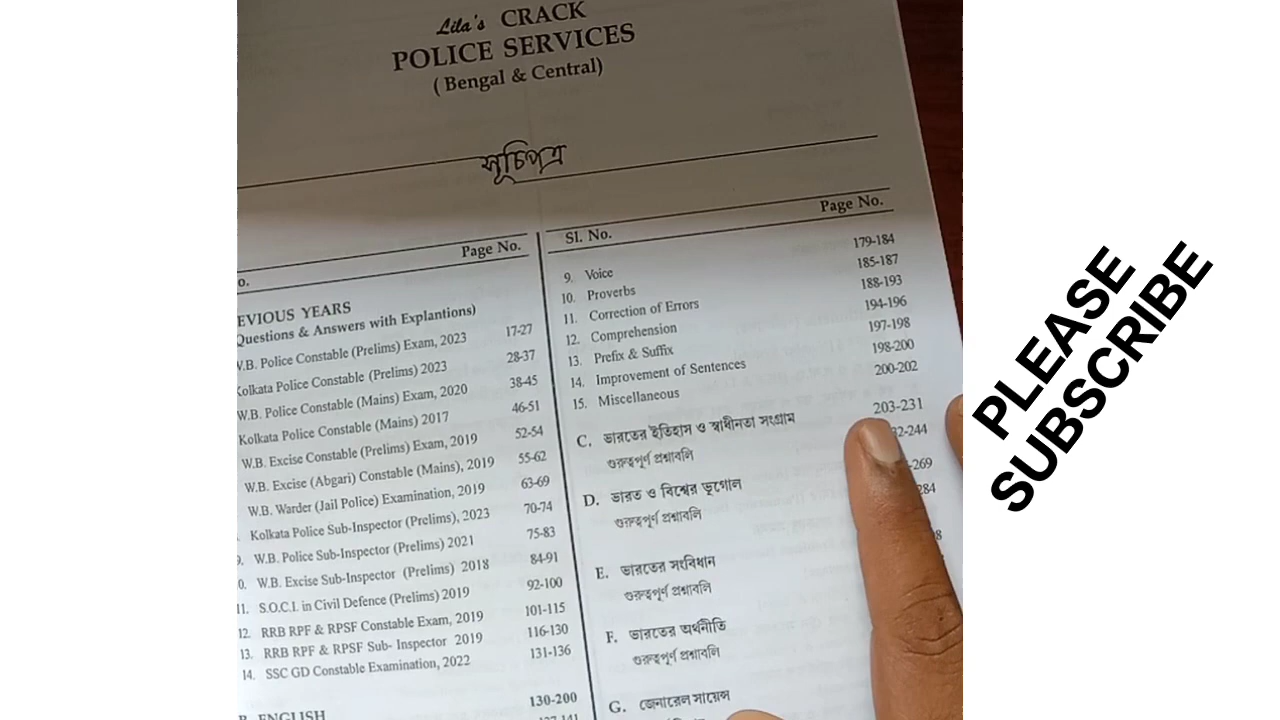 Lila's CRACK
POLICE SERVICES
( Bengal & Central)
সূচিপত্র
Page No.
EVIOUS YEARS
Questions & Answers with Explantions)
W.B. Police Constable (Prelims) Exam, 2023 17-27
Kolkata Police Constable (Prelims) 2023 28-37
W.B. Police Constable (Mains) Exam, 2020 38-45
Kolkata Police Constable (Mains) 2017 46-51
W.B. Excise Constable (Prelims) Exam, 2019 52-54
W.B. Excise (Abgari) Constable (Mains), 2019 55-62
W.B. Warder (Jail Police) Examination, 2019 63-69
Kolkata Police Sub-Inspector (Prelims), 2023 70-74
W.B. Police Sub-Inspector (Prelims) 2021 75-83
W.B. Excise Sub-Inspector (Prelims) 2018 84-91
11. S.O.C.I. in Civil Defence (Prelims) 2019 92-100
12. RRB RPF & RPSF Constable Exam, 2019 101-115
13. RRB RPF & RPSF Sub- Inspector 2019 116-130
14. SSC GD Constable Examination, 2022 131-136
ENGLISH 130-200
Sl. No. Page No.
9. Voice 179-184
10. Proverbs 185-187
11. Correction of Errors 188-193
12. Comprehension 194-196
13. Prefix & Suffix 197-198
14. Improvement of Sentences 198-200
15. Miscellaneous 200-202
C. ভারতের ইতিহাস ও স্বাধীনতা সংগ্রাম 203-231
গুরুত্বপূর্ণ প্রশ্নাবলি
D. ভারত ও বিশ্বের ভূগোল
গুরুত্বপূর্ণ প্রশ্নাবলি
E. ভারতের সংবিধান
গুরুত্বপূর্ণ প্রশ্নাবলি
F. ভারতের অর্থনীতি
গুরুত্বপূর্ণ প্রশ্নাবলি
G. জেনারেল সায়েন্স
PLEASE
SUBSCRIBE